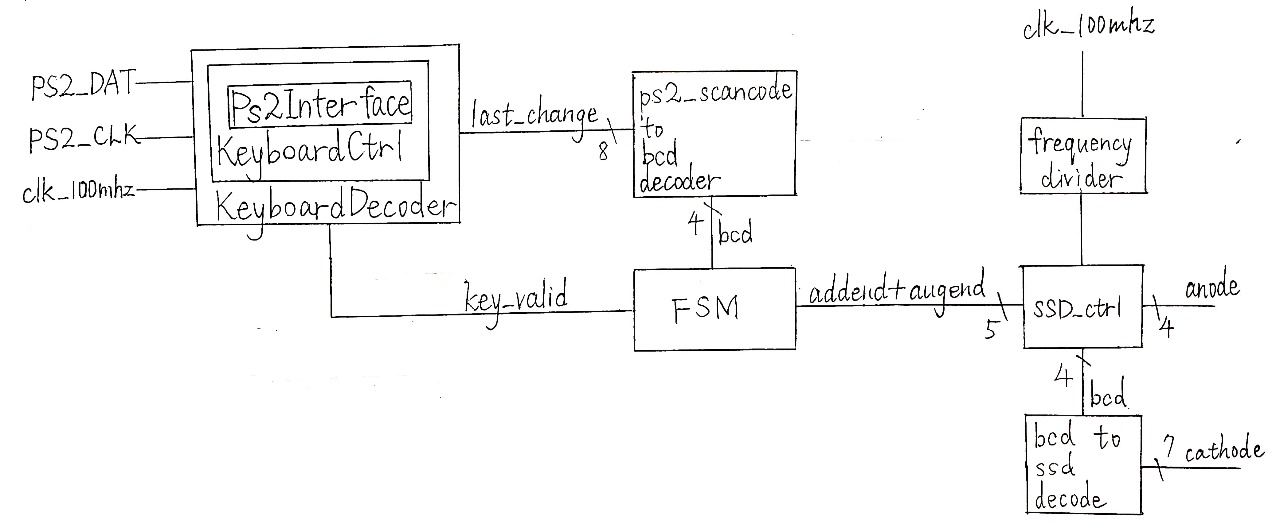 clk_100mhz
PS2_DAT
PS2_CLK
clk_100mhz
Ps2Interface
KeyboardCtrl
KeyboardDecoder
last_change
8
ps2_scancode
to
bcd
decoder
frequency
divider
4
bcd
key_valid
FSM
addend+augend
5
SSD_ctrl
anode
4
4
bcd
bcd to
ssd
decode
7
cathode